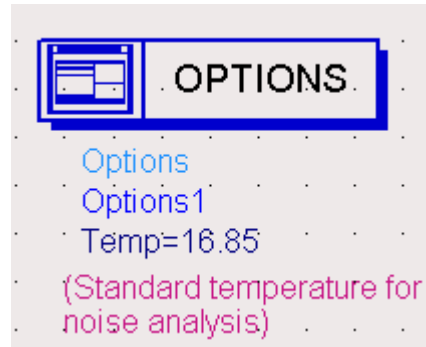 OPTIONS
Options
Options1
Temp=16.85
(Standard temperature for
noise analysis)